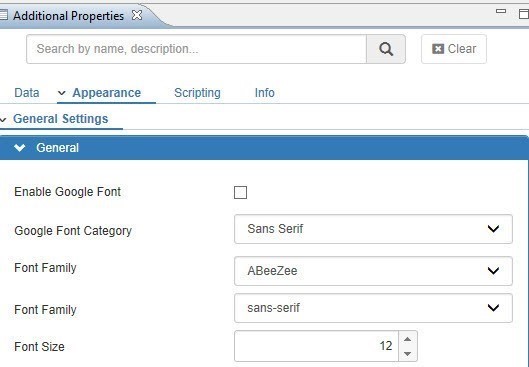 Additional Properties
Search by name, description...
Clear
Data Appearance Scripting Info
General Settings
General
Enable Google Font
Google Font Category Sans Serif
Font Family ABeeZee
Font Family sans-serif
Font Size 12